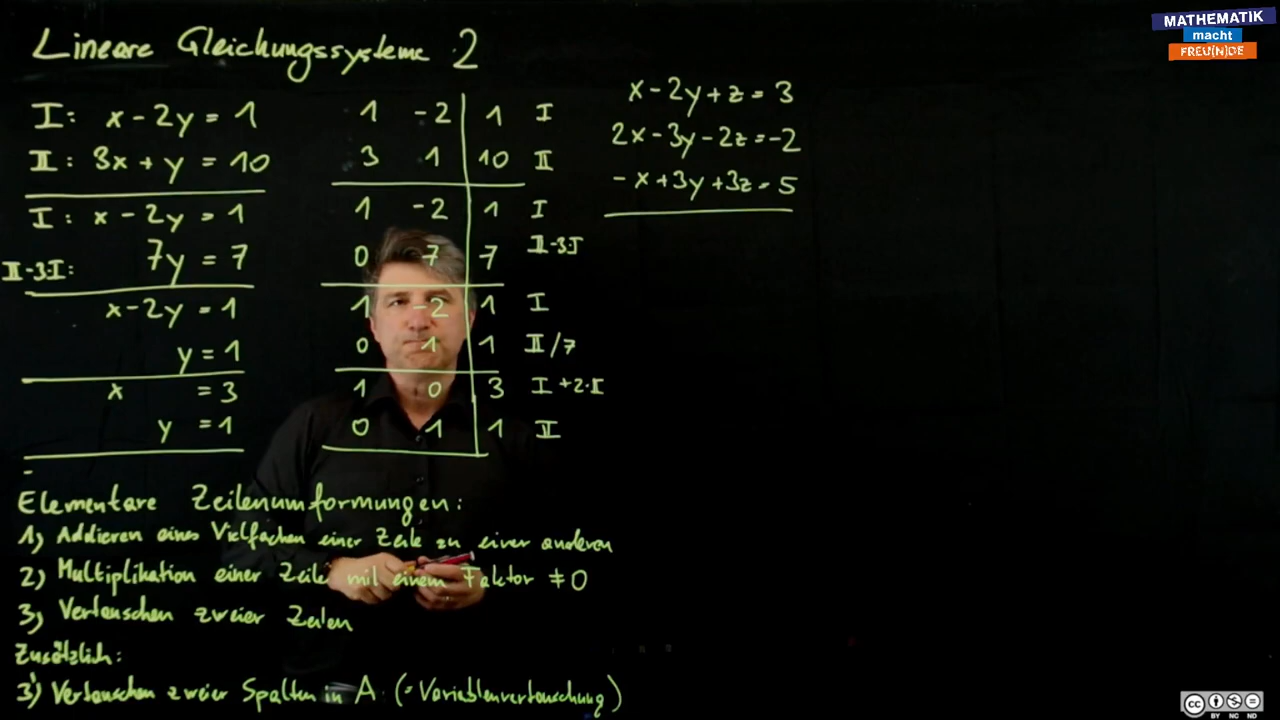 Lineare Gleichungssysteme 2
I: x - 2y = 1
II: 3x + y = 10
I: x - 2y = 1
II-3·I: 7y = 7
x - 2y = 1
y = 1
x = 3
y = 1
1 -2 1 I
3 1 10 II
1 -2 1 I
0 7 7 II-3·I
1 -2 1 I
0 1 1 II/7
1 0 3 I+2·II
0 1 1 II
x - 2y + z = 3
2x - 3y - 2z = -2
-x + 3y + 3z = 5
Elementare Zeilenumformungen:
1) Addieren eines Vielfachen einer Zeile zu einer anderen
2) Multiplikation einer Zeile mit einem Faktor ≠ 0
3) Vertauschen zweier Zeilen
Zusätzlich:
3') Vertauschen zweier Spalten in A (= Variablenvertauschung)
MATHEMATIK
macht
FREU(N)DE
cc
BY NC ND